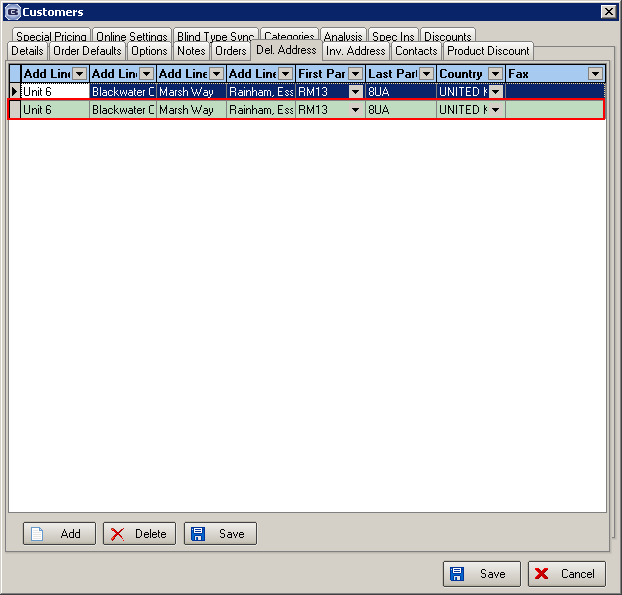 Customers
Special Pricing Online Settings Blind Type Sync Categories Analysis Spec Ins Discounts
Details Order Defaults Options Notes Orders Del. Address Inv. Address Contacts Product Discount
Add Line Add Line Add Line Add Line First Par Last Part Country Fax
Unit 6 Blackwater C Marsh Way Rainham, Ess RM13 8UA UNITED K
Unit 6 Blackwater C Marsh Way Rainham, Ess RM13 8UA UNITED K
Add Delete Save
Save Cancel